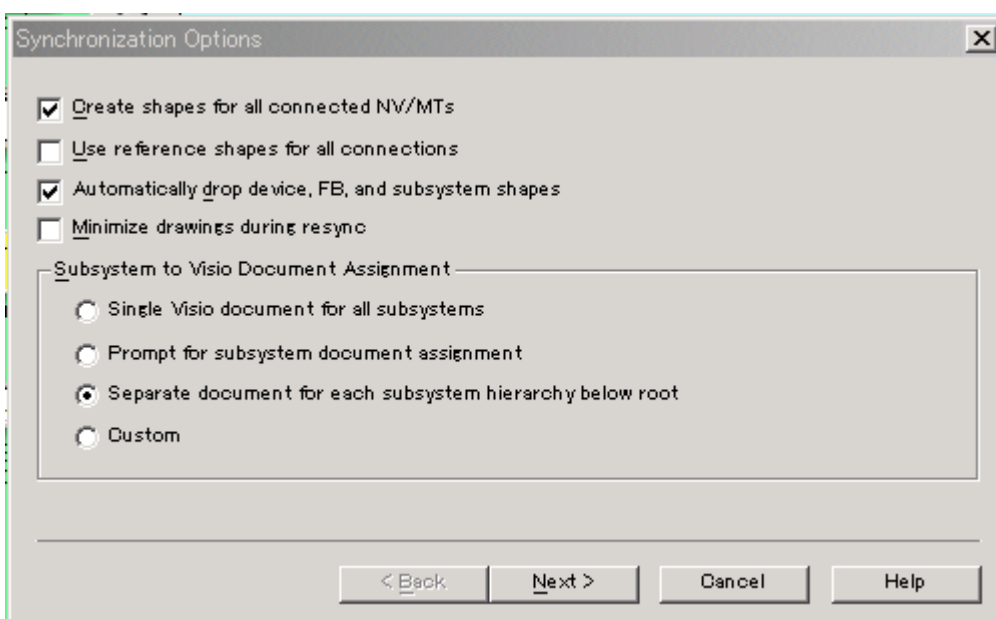 Synchronization Options
Create shapes for all connected NV/MTs
Use reference shapes for all connections
Automatically drop device, FB, and subsystem shapes
Minimize drawings during resync
Subsystem to Visio Document Assignment
Single Visio document for all subsystems
Prompt for subsystem document assignment
Separate document for each subsystem hierarchy below root
Custom
< Back Next > Cancel Help